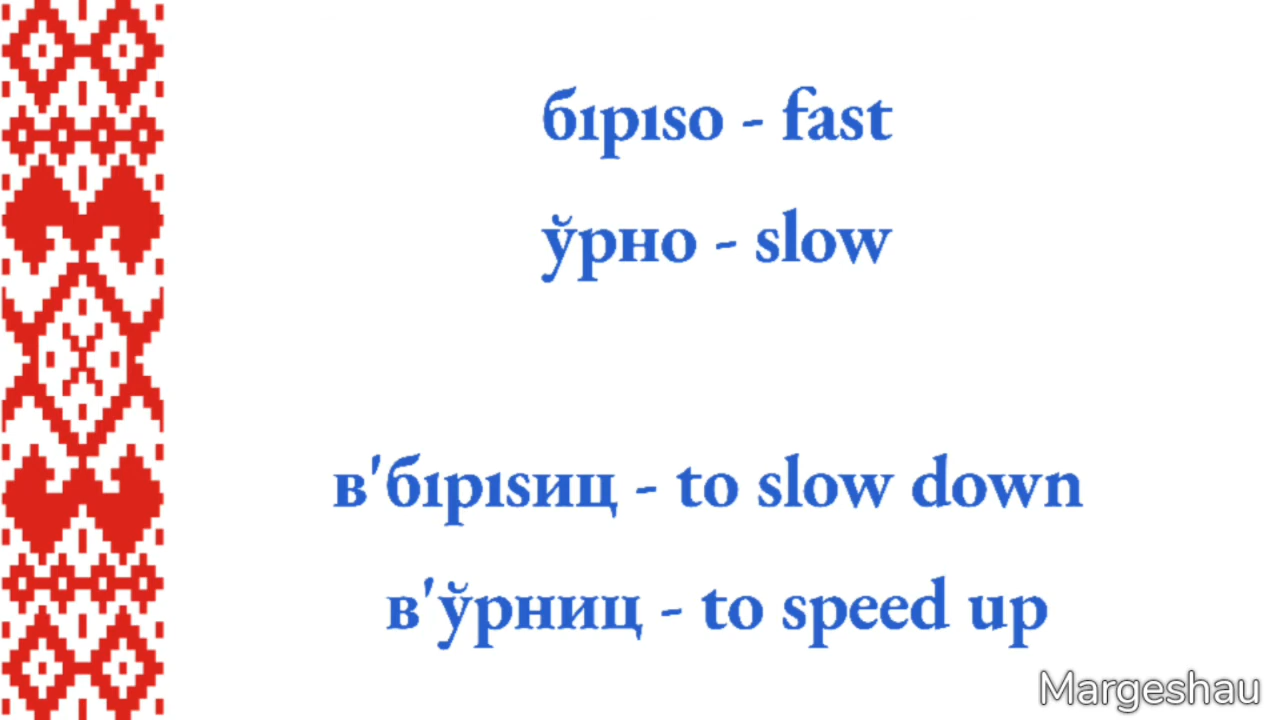 бıрıѕо - fast
ўрно - slow
в'бıрıѕиц - to slow down
в'ўрниц - to speed up
Margeshau